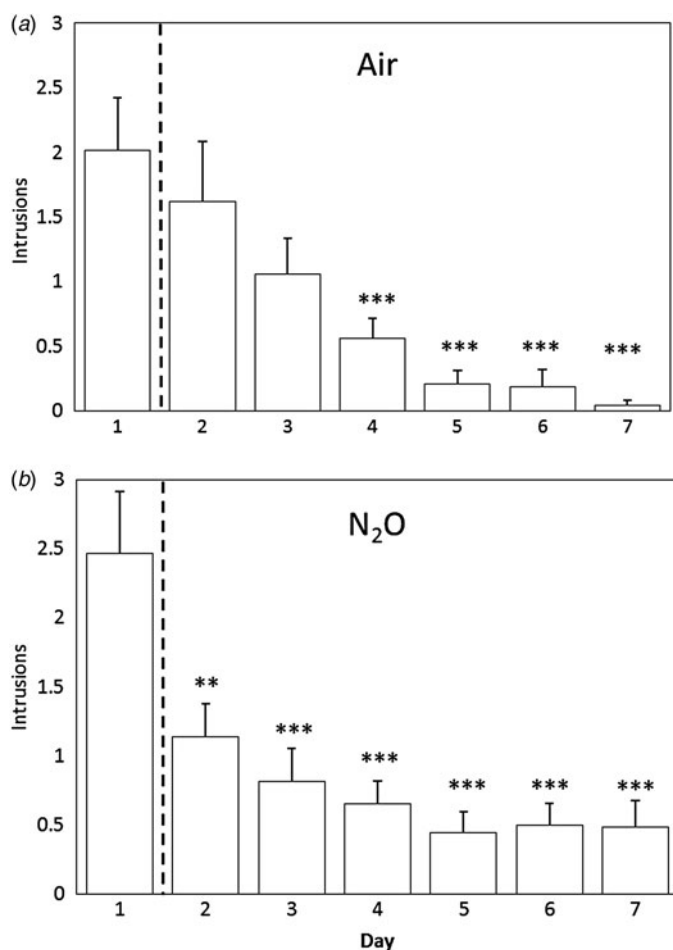 (a)
Air
Intrusions
3
2.5
2
1.5
1
0.5
0
***
***
***
***
1 2 3 4 5 6 7
(b)
N₂O
Intrusions
3
2.5
2
1.5
1
0.5
0
**
***
***
***
***
***
1 2 3 4 5 6 7
Day